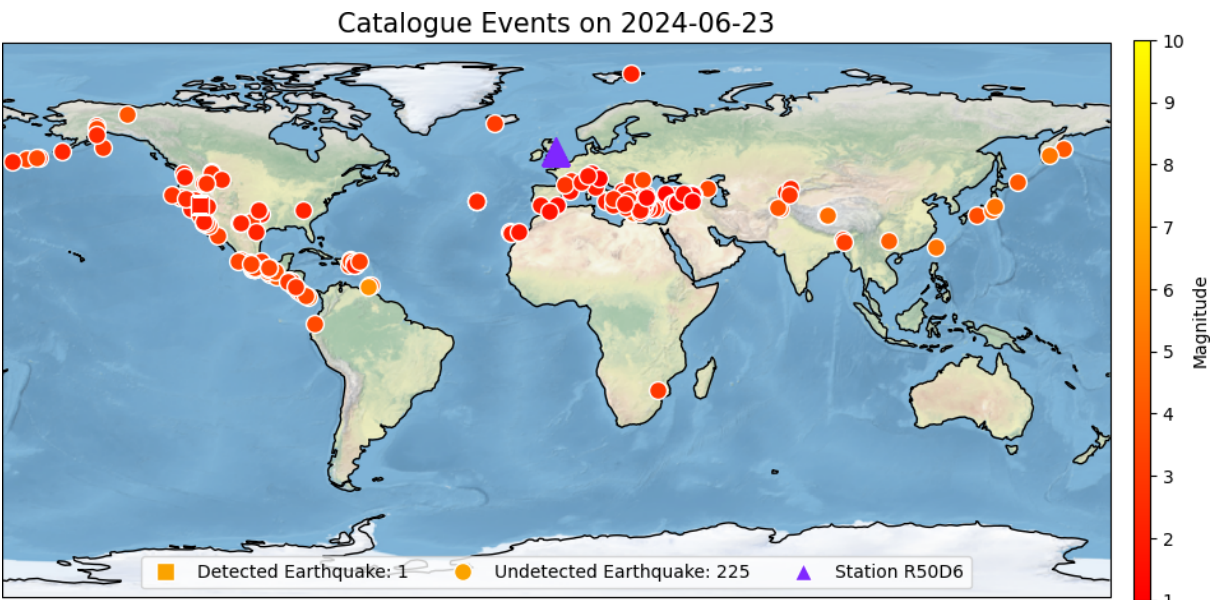 Catalogue Events on 2024-06-23
10
9
8
7
6
5
4
3
2
1
Magnitude
Detected Earthquake: 1
Undetected Earthquake: 225
Station R50D6